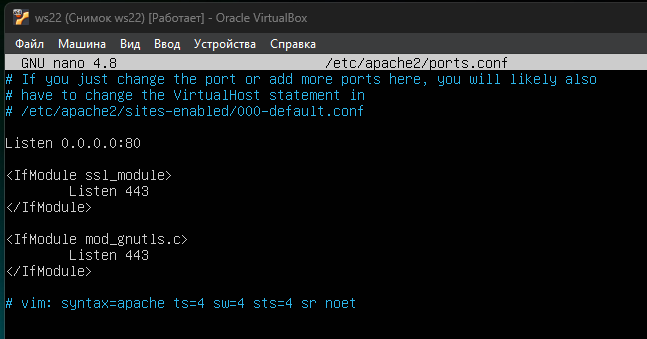 ws22 (Снимок ws22) [Работает] - Oracle VirtualBox
Файл Машина Вид Ввод Устройства Справка
GNU nano 4.8 /etc/apache2/ports.conf
# If you just change the port or add more ports here, you will likely also
# have to change the VirtualHost statement in
# /etc/apache2/sites-enabled/000-default.conf
Listen 0.0.0.0:80
<IfModule ssl_module>
Listen 443
</IfModule>
<IfModule mod_gnutls.c>
Listen 443
</IfModule>
# vim: syntax=apache ts=4 sw=4 sts=4 sr noet